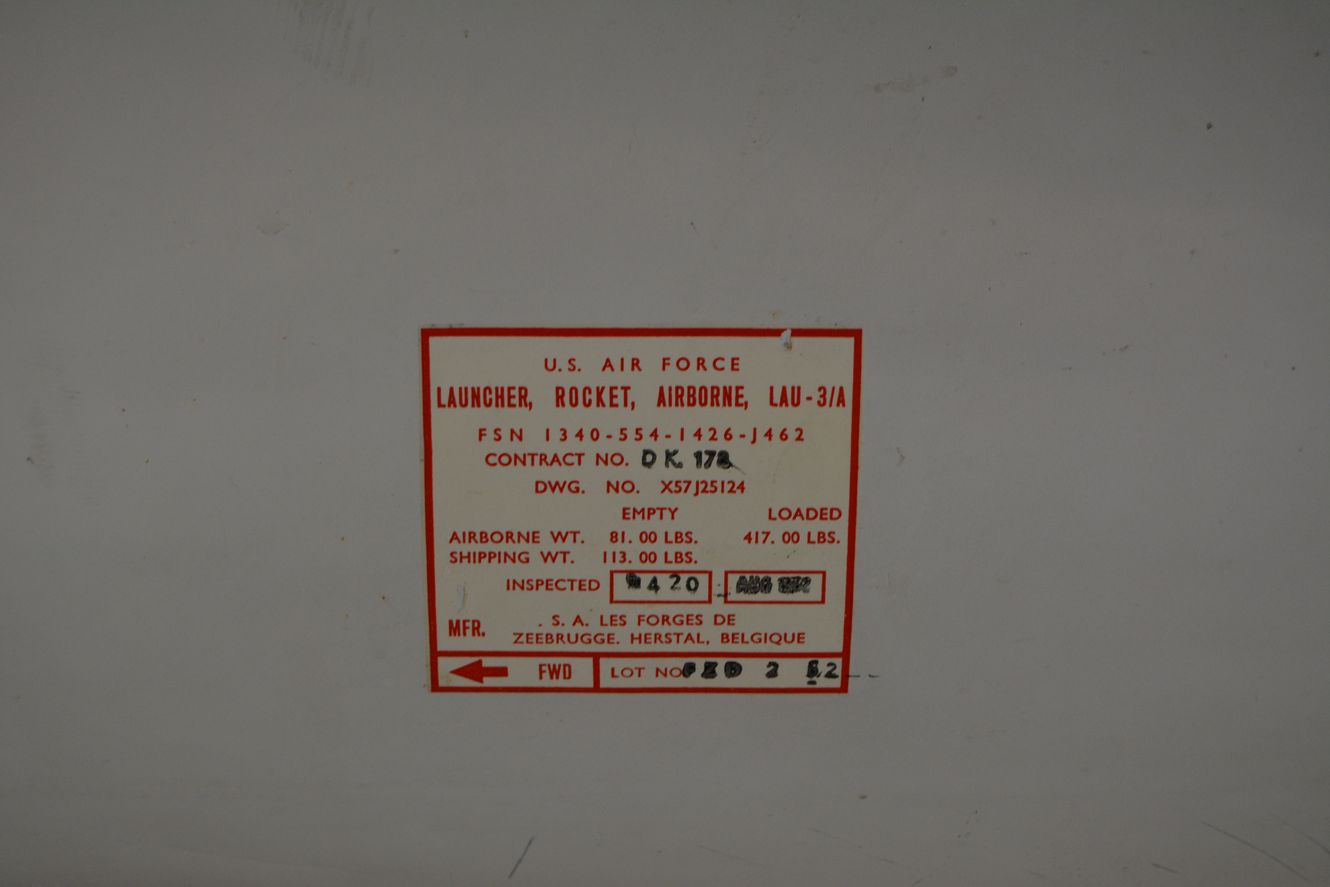 U.S. AIR FORCE
LAUNCHER, ROCKET, AIRBORNE, LAU-3/A
FSN 1340-554-1426-J462
CONTRACT NO. DK. 178
DWG. NO. X57J25124
EMPTY LOADED
AIRBORNE WT. 81.00 LBS. 417.00 LBS.
SHIPPING WT. 113.00 LBS.
INSPECTED 420 AUG
MFR. S. A. LES FORGES DE
ZEEBRUGGE. HERSTAL, BELGIQUE
FWD LOT NO